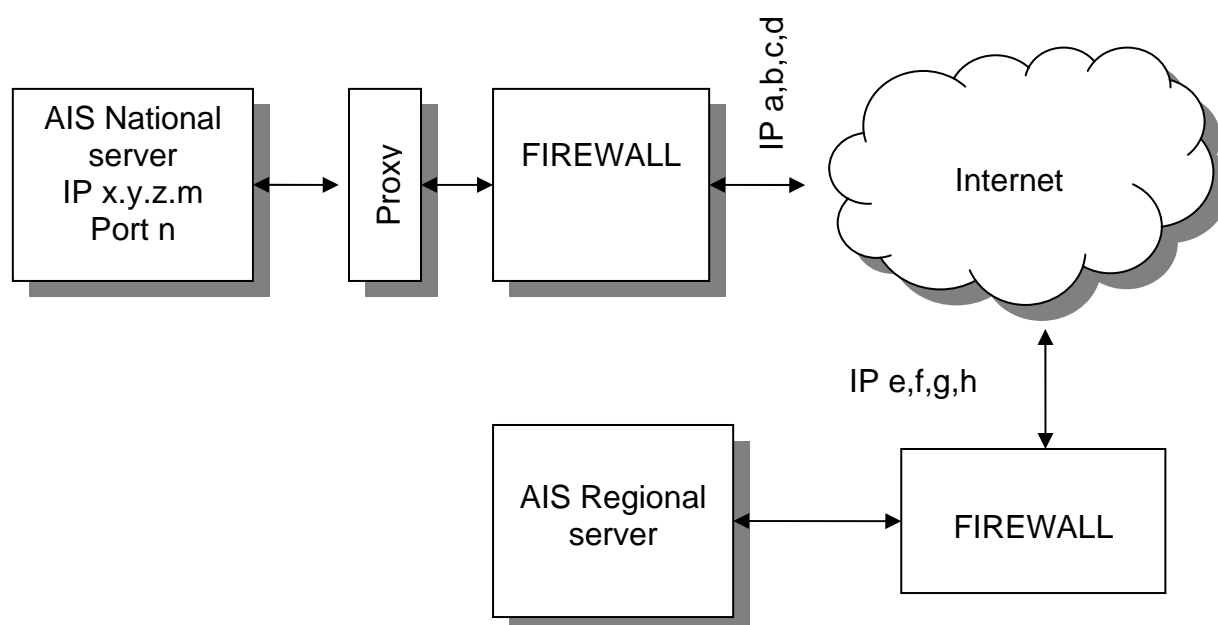 AIS National
server
IP x.y.z.m
Port n
Proxy
FIREWALL
IP a,b,c,d
Internet
IP e,f,g,h
AIS Regional
server
FIREWALL